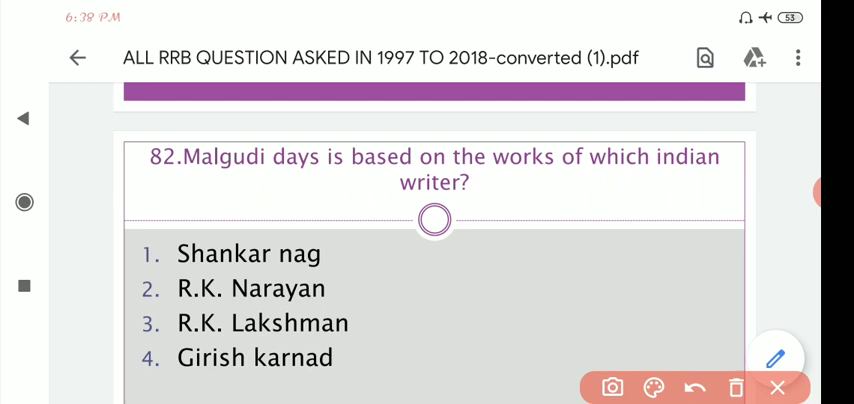 6:38 PM
53
ALL RRB QUESTION ASKED IN 1997 TO 2018-converted (1).pdf
82.Malgudi days is based on the works of which indian
writer?
1. Shankar nag
2. R.K. Narayan
3. R.K. Lakshman
4. Girish karnad